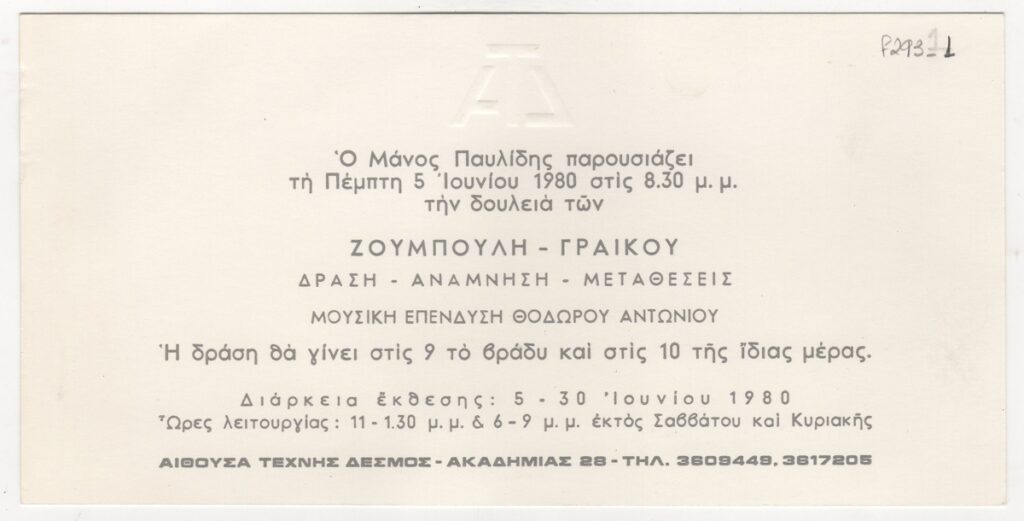 ΑΔ
P293-1
Ὁ Μάνος Παυλίδης παρουσιάζει
τή Πέμπτη 5 Ἰουνίου 1980 στίς 8.30 μ. μ.
τήν δουλειά τῶν
ΖΟΥΜΠΟΥΛΗ - ΓΡΑΙΚΟΥ
ΔΡΑΣΗ - ΑΝΑΜΝΗΣΗ - ΜΕΤΑΘΕΣΕΙΣ
ΜΟΥΣΙΚΗ ΕΠΕΝΔΥΣΗ ΘΟΔΩΡΟΥ ΑΝΤΩΝΙΟΥ
Ἡ δράση θά γίνει στίς 9 τό βράδυ καί στίς 10 τῆς ἴδιας μέρας.
Διάρκεια ἔκθεσης: 5 - 30 Ἰουνίου 1980
Ὧρες λειτουργίας: 11 - 1.30 μ. μ. & 6 - 9 μ. μ. ἐκτός Σαββάτου καί Κυριακῆς
ΑΙΘΟΥΣΑ ΤΕΧΝΗΣ ΔΕΣΜΟΣ - ΑΚΑΔΗΜΙΑΣ 28 - ΤΗΛ. 3609449, 3617205